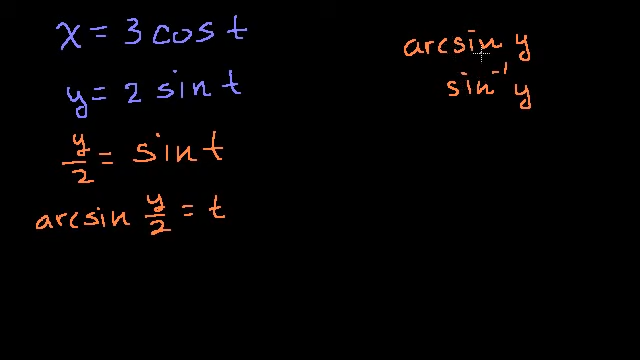 x = 3 cos t
y = 2 sin t
y/2 = sin t
arcsin y/2 = t
arcsin y
sin⁻¹ y